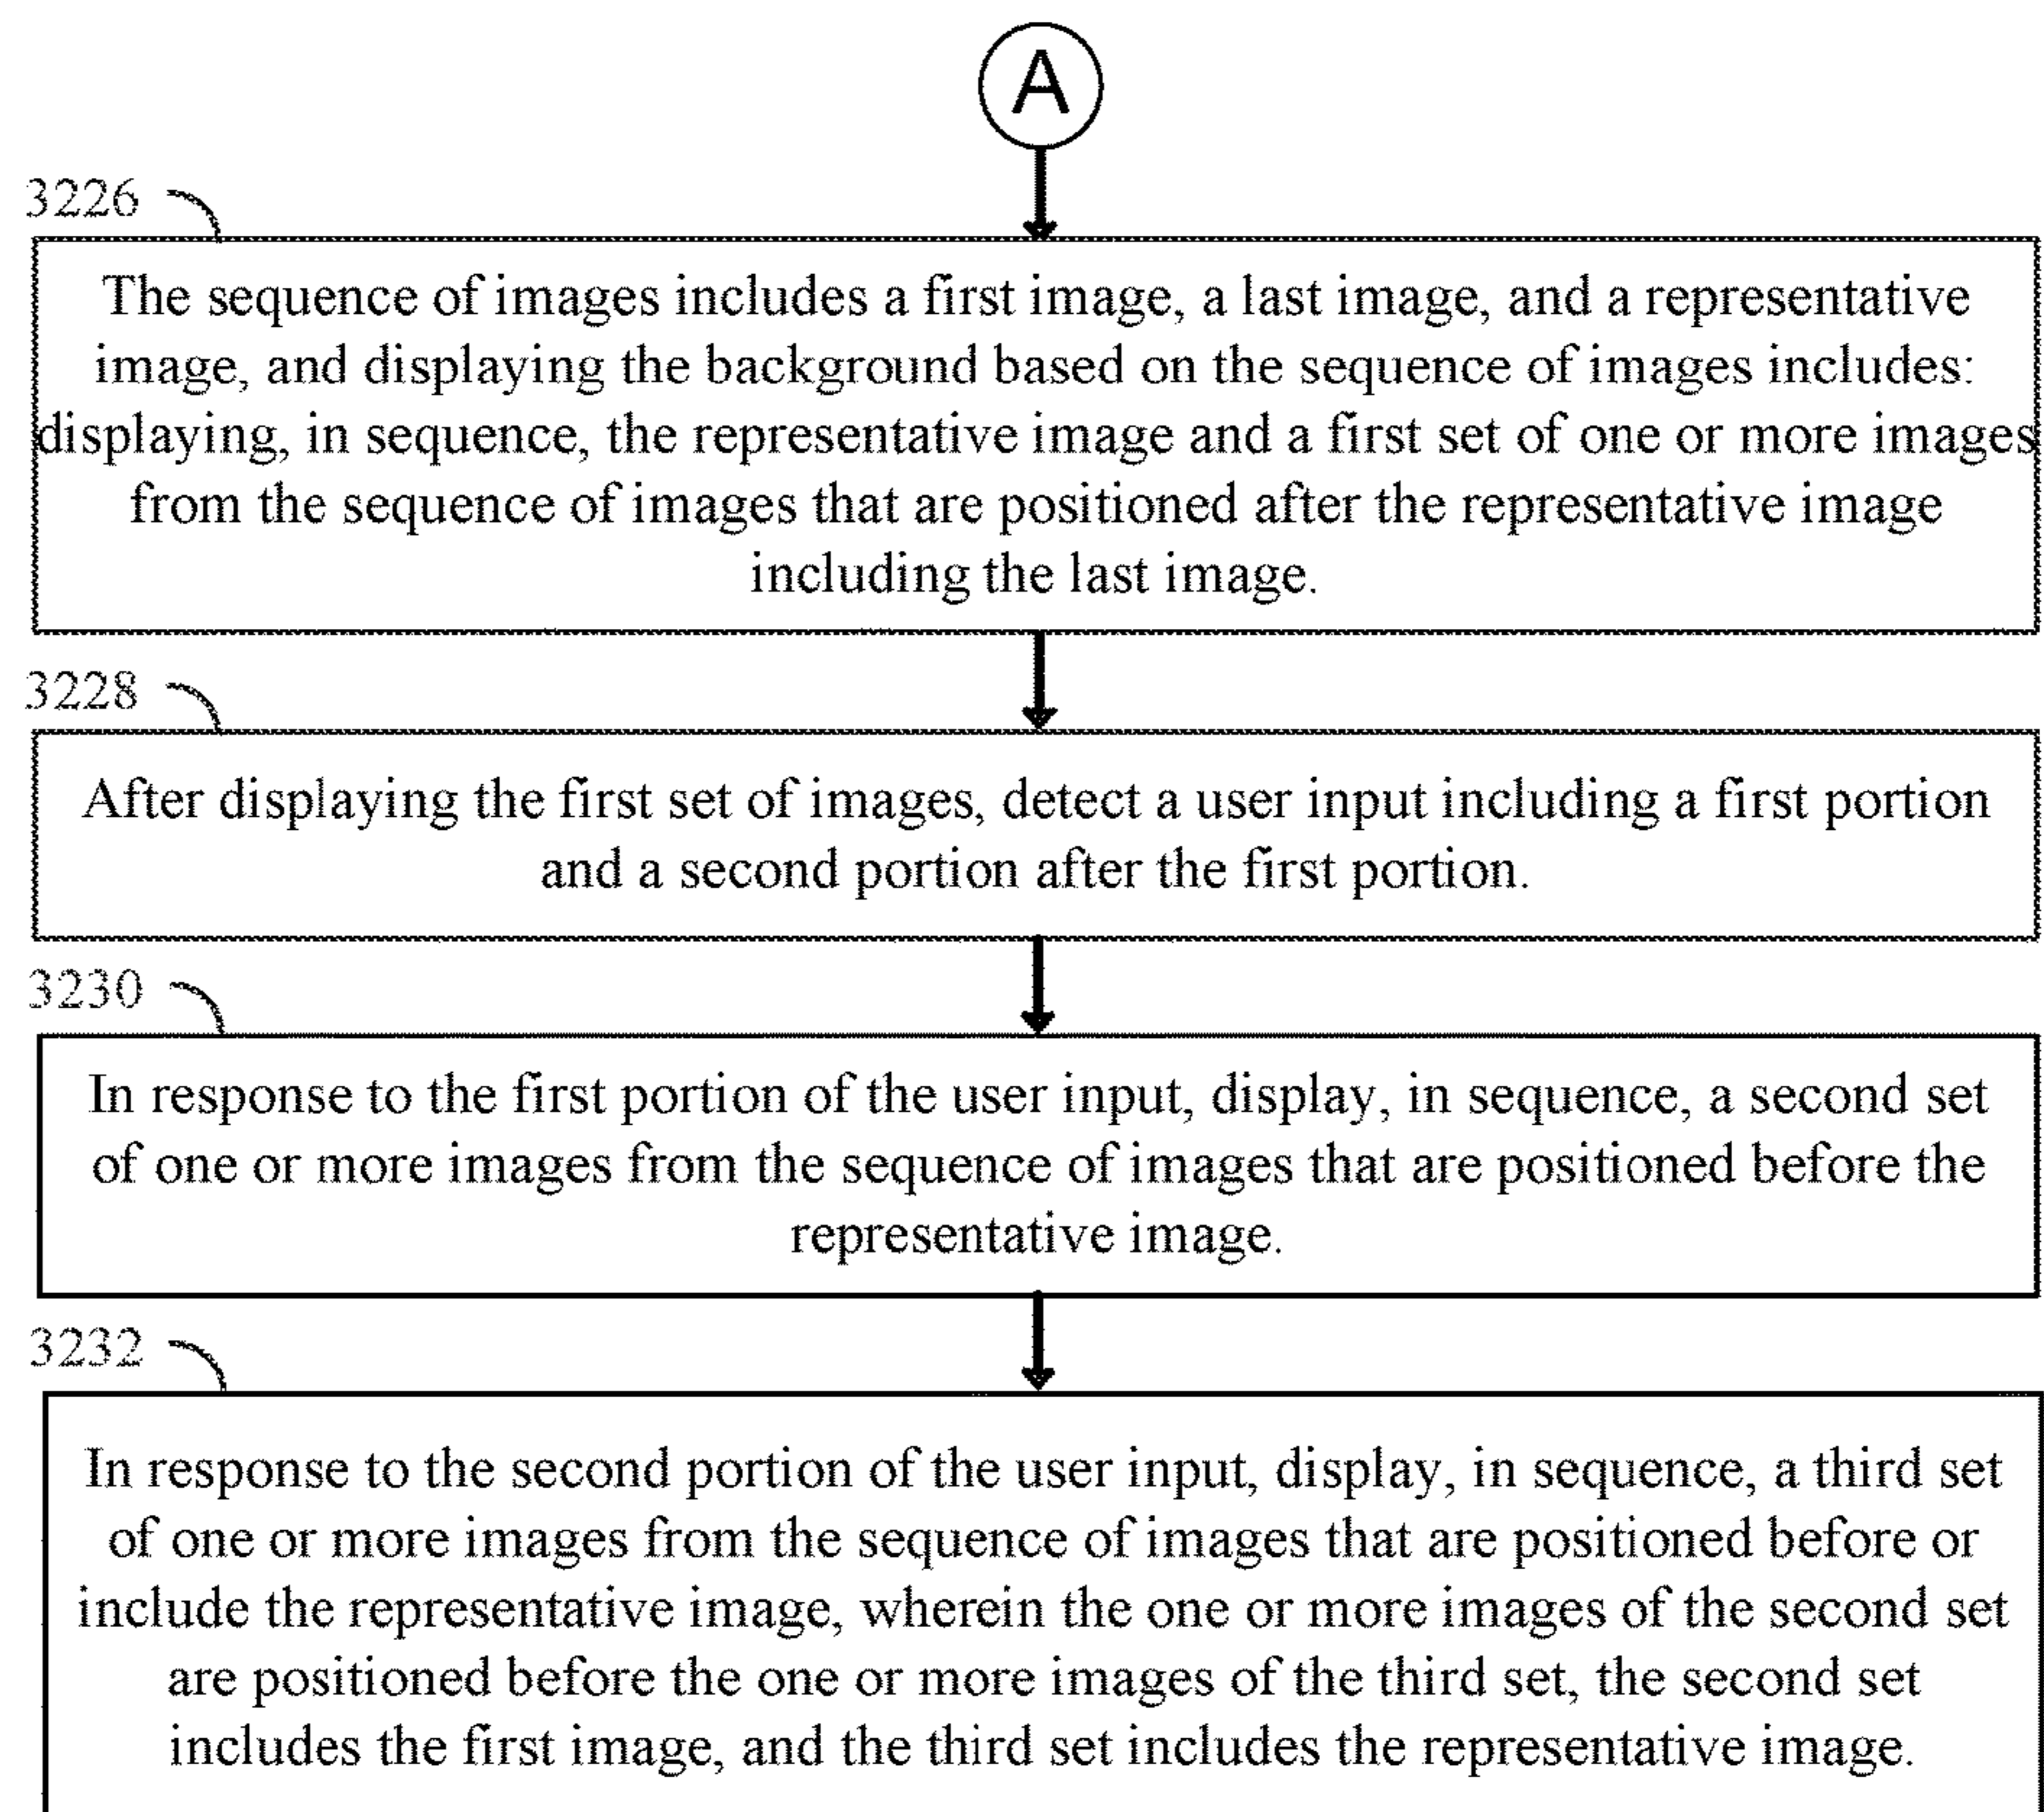 A
3226
The sequence of images includes a first image, a last image, and a representative
image, and displaying the background based on the sequence of images includes:
displaying, in sequence, the representative image and a first set of one or more images
from the sequence of images that are positioned after the representative image
including the last image.
3228
After displaying the first set of images, detect a user input including a first portion
and a second portion after the first portion.
3230
In response to the first portion of the user input, display, in sequence, a second set
of one or more images from the sequence of images that are positioned before the
representative image.
3232
In response to the second portion of the user input, display, in sequence, a third set
of one or more images from the sequence of images that are positioned before or
include the representative image, wherein the one or more images of the second set
are positioned before the one or more images of the third set, the second set
includes the first image, and the third set includes the representative image.